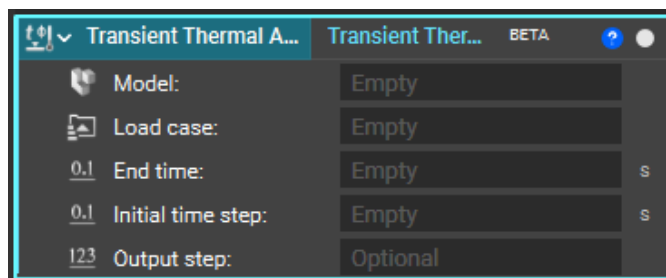 Transient Thermal A... Transient Ther... BETA ?
Model: Empty
Load case: Empty
0.1 End time: Empty s
0.1 Initial time step: Empty s
123 Output step: Optional